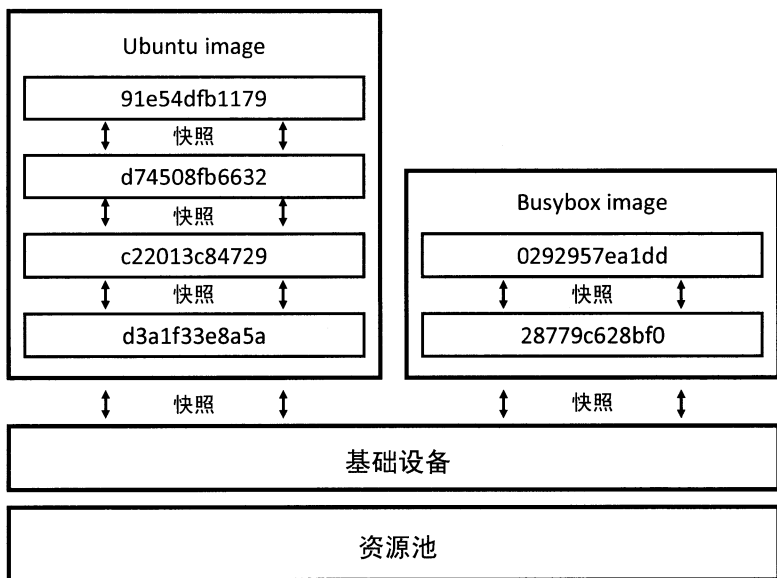 Ubuntu image
91e54dfb1179
快照
d74508fb6632
快照
c22013c84729
快照
d3a1f33e8a5a
快照
Busybox image
0292957ea1dd
快照
28779c628bf0
快照
基础设备
资源池